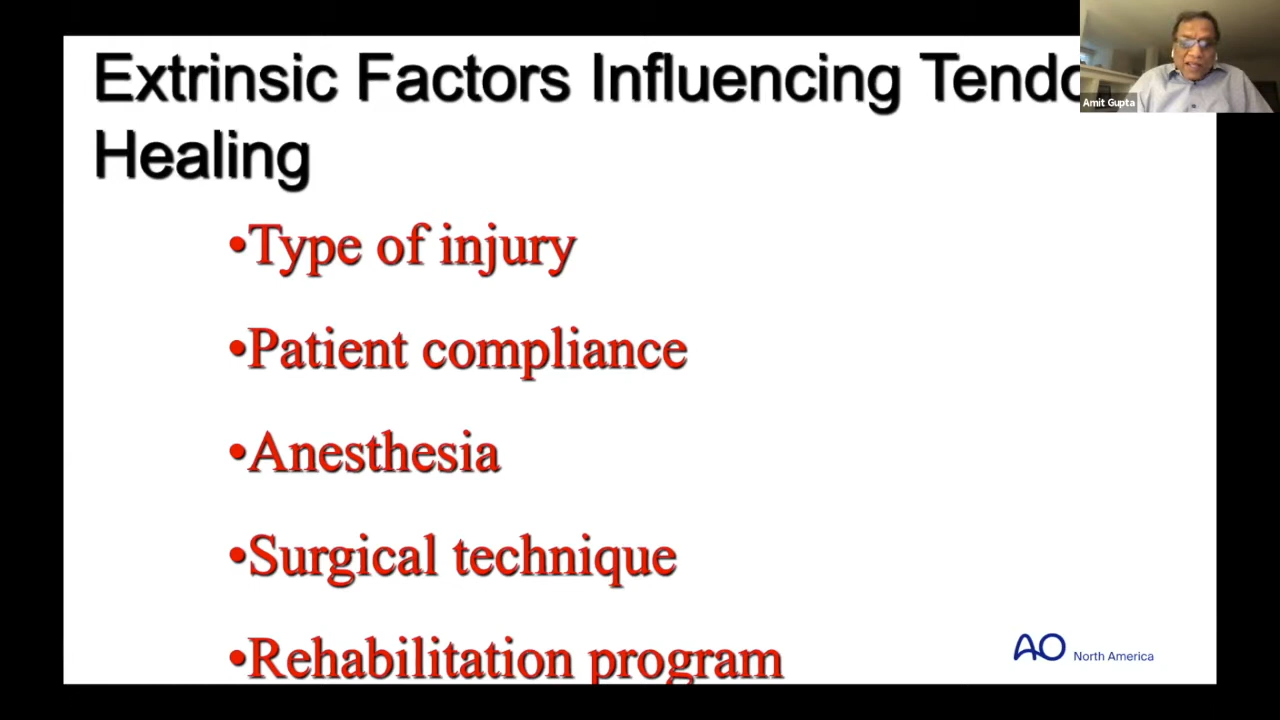 Extrinsic Factors Influencing Tendo
Healing
•Type of injury
•Patient compliance
•Anesthesia
•Surgical technique
•Rehabilitation program
Amit Gupta
AO North America